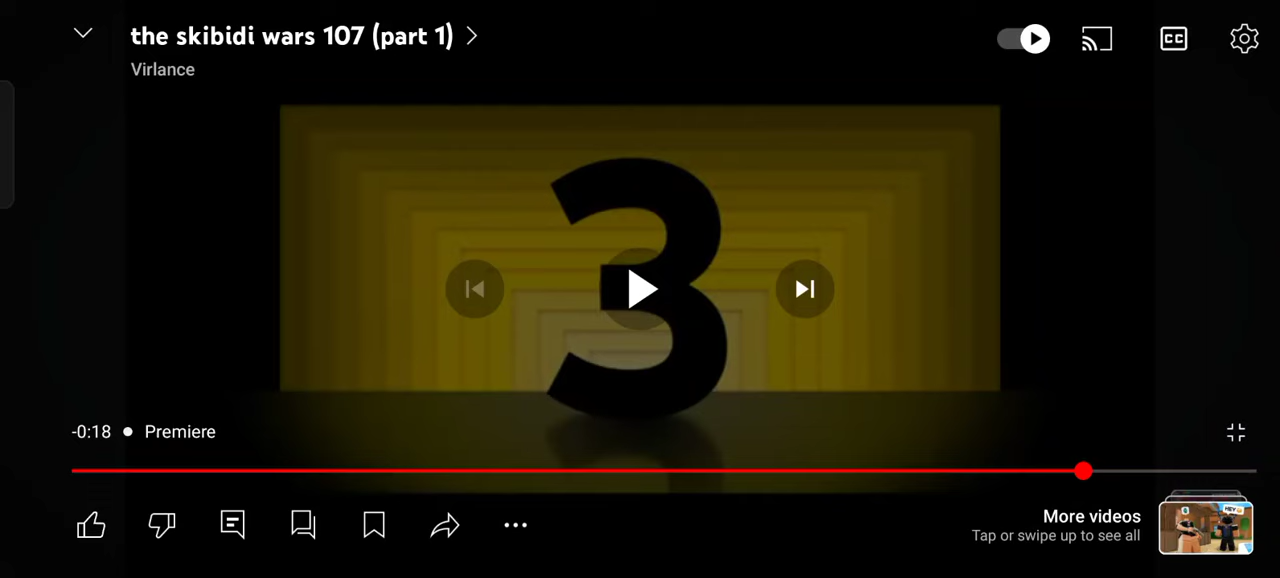 the skibidi wars 107 (part 1)
Virlance
CC
3
-0:18 • Premiere
More videos
Tap or swipe up to see all